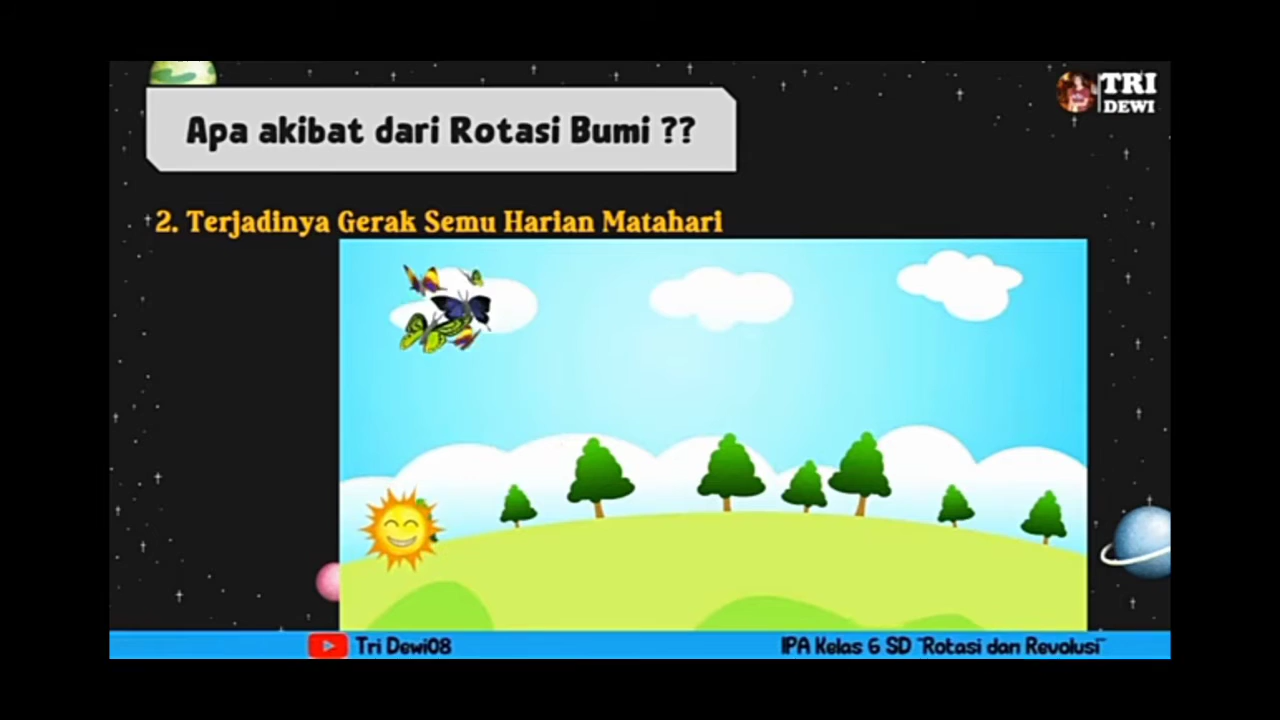 TRI
DEWI
Apa akibat dari Rotasi Bumi ??
2. Terjadinya Gerak Semu Harian Matahari
Tri Dewi08
IPA Kelas 6 SD "Rotasi dan Revolusi"